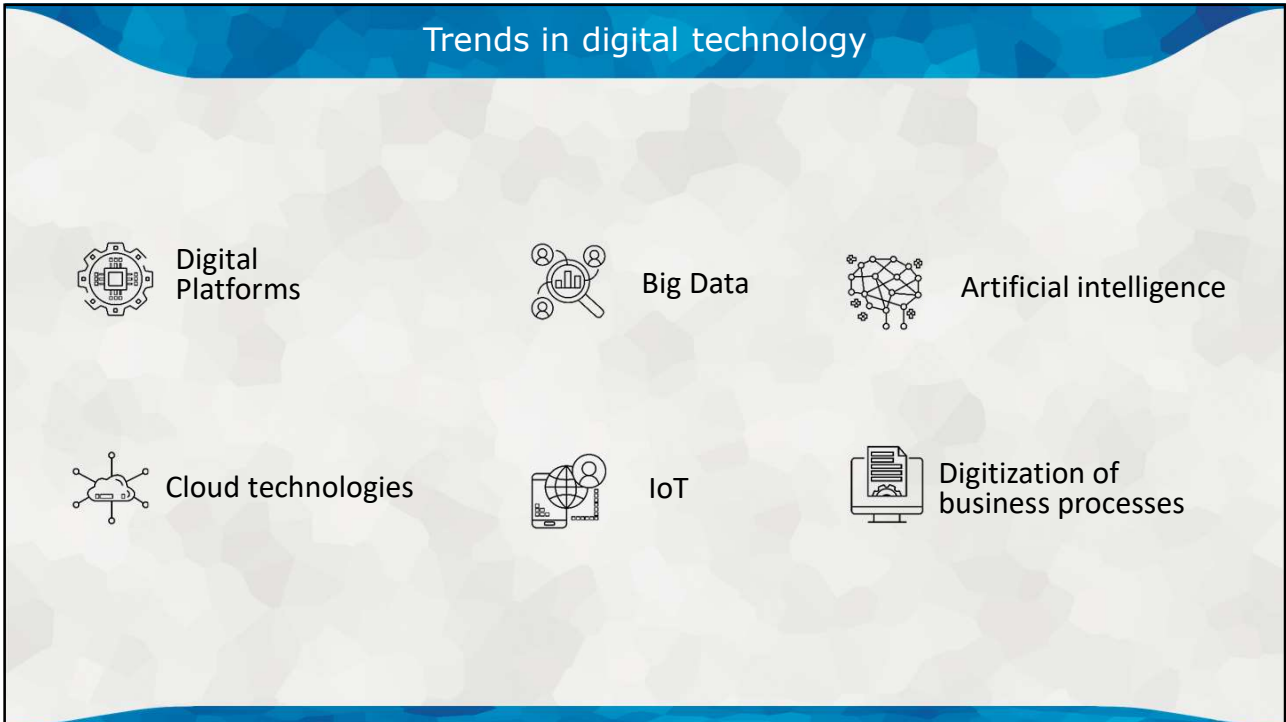 Trends in digital technology
Digital
Platforms
Big Data
Artificial intelligence
Cloud technologies
IoT
Digitization of
business processes